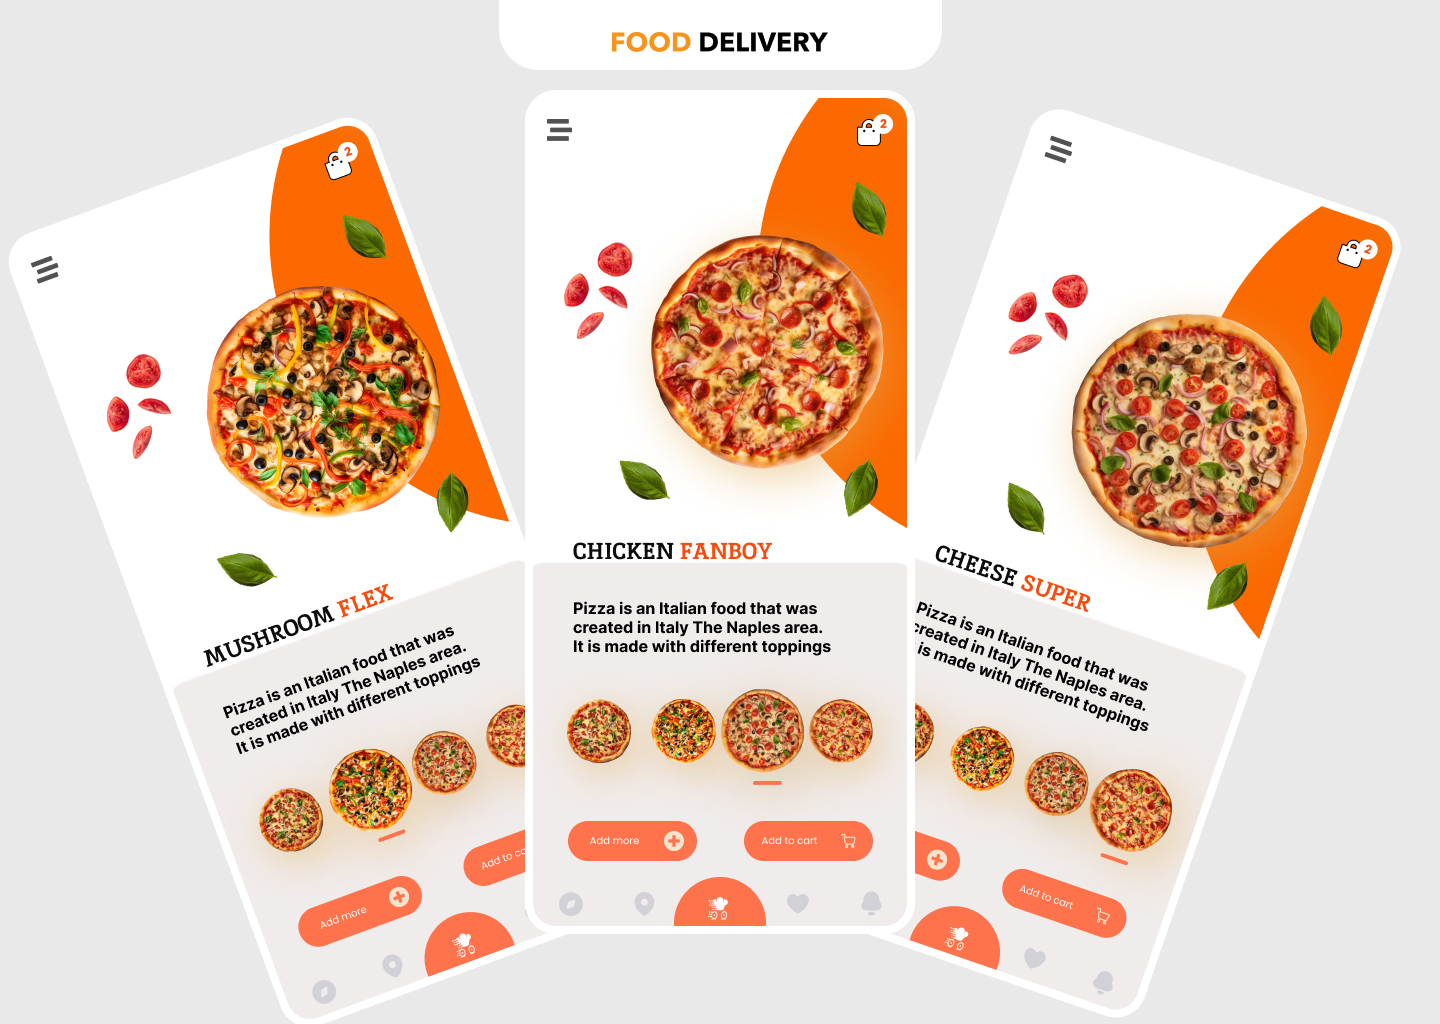 FOOD DELIVERY
2
MUSHROOM FLEX
Pizza is an Italian food that was
created in Italy The Naples area.
It is made with different toppings
Add more
Add to
2
CHICKEN FANBOY
Pizza is an Italian food that was
created in Italy The Naples area.
It is made with different toppings
Add more
Add to cart
2
CHEESE SUPER
Pizza is an Italian food that was
created in Italy The Naples area.
is made with different toppings
Add to cart